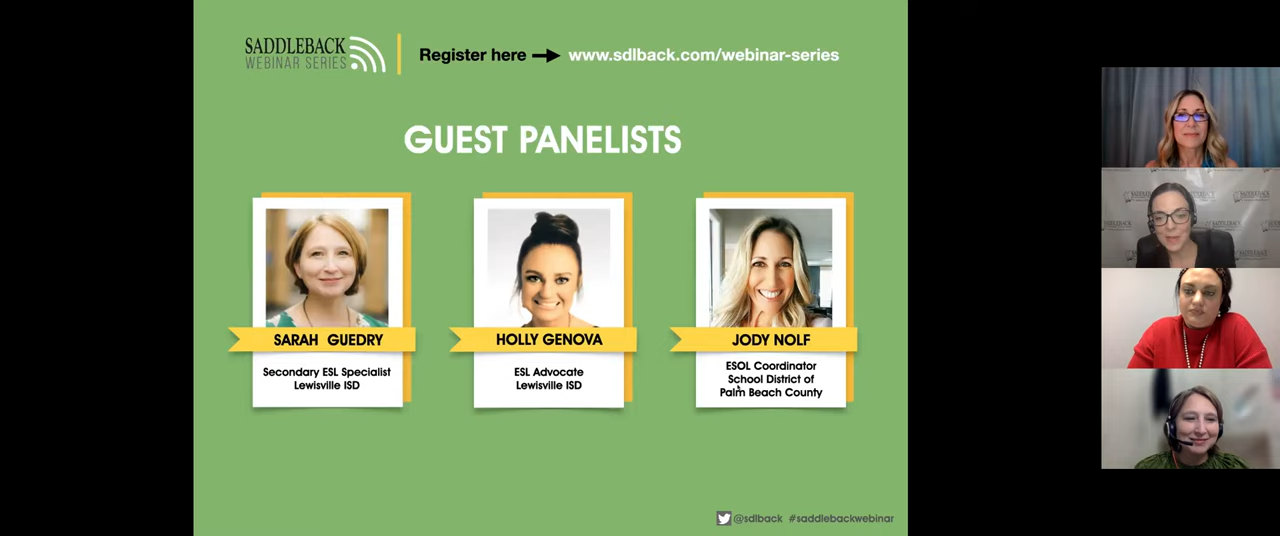 SADDLEBACK
WEBINAR SERIES
Register here
www.sdlback.com/webinar-series
GUEST PANELISTS
SARAH GUEDRY
Secondary ESL Specialist
Lewisville ISD
HOLLY GENOVA
ESL Advocate
Lewisville ISD
JODY NOLF
ESOL Coordinator
School District of
Palm Beach County
@sdlback #saddlebackwebinar
SADDLEBACK